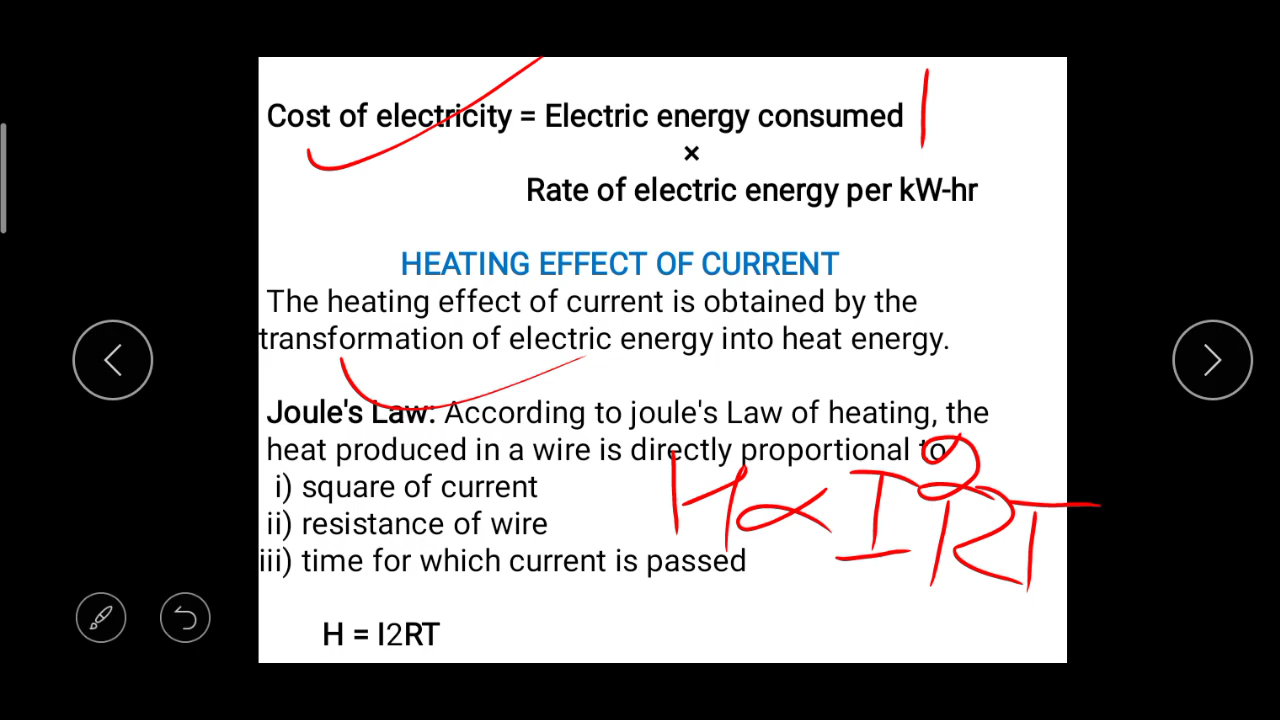 Cost of electricity = Electric energy consumed
×
Rate of electric energy per kW-hr
HEATING EFFECT OF CURRENT
The heating effect of current is obtained by the
transformation of electric energy into heat energy.
Joule's Law: According to joule's Law of heating, the
heat produced in a wire is directly proportional to
i) square of current
ii) resistance of wire
iii) time for which current is passed
H ∝ I²RT
H = I2RT